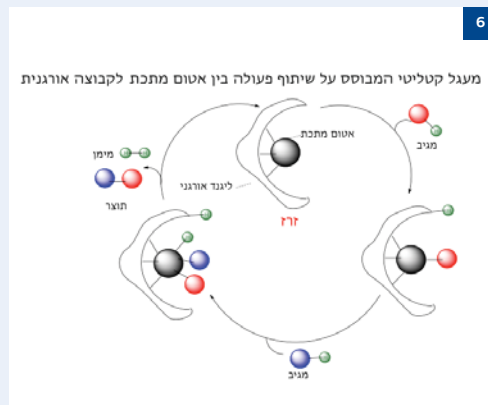 6
מעגל קטליטי המבוסס על שיתוף פעולה בין אטום מתכת לקבוצה אורגנית
אטום מתכת
מגיב
מימן
ליגנד אורגני
תוצר
זרז
מגיב